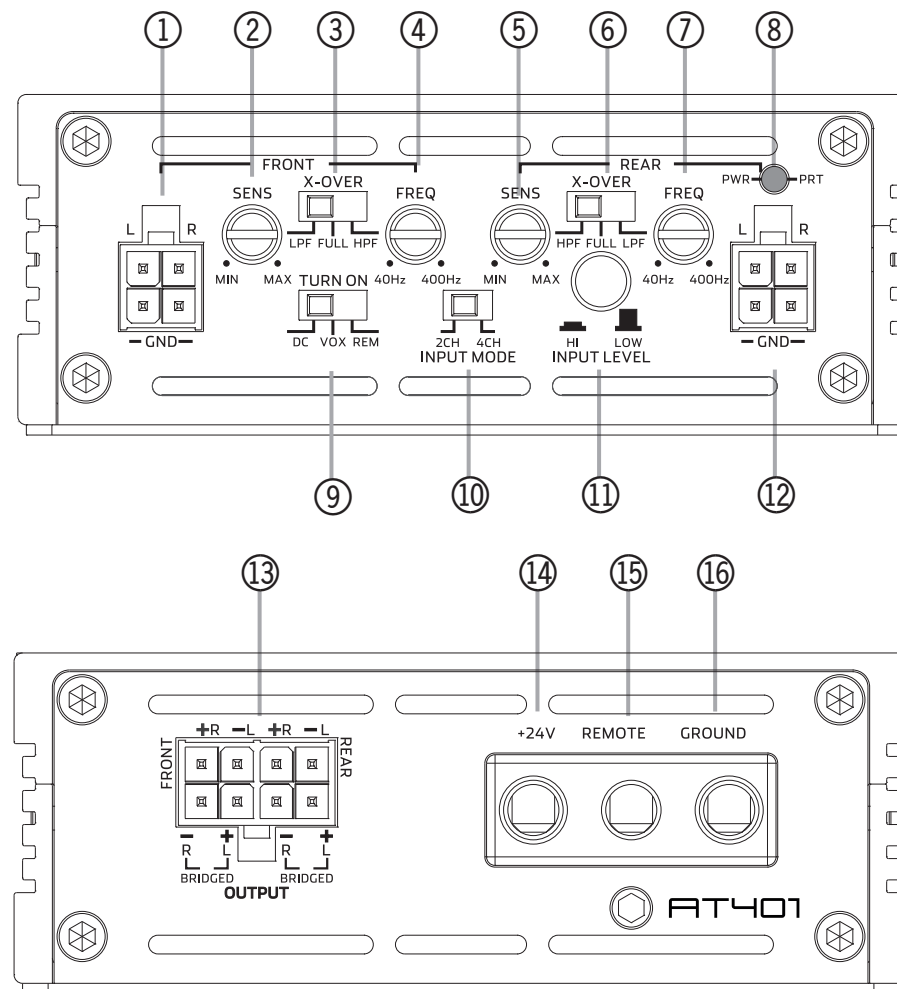 ① ② ③ ④ ⑤ ⑥ ⑦ ⑧
FRONT REAR
SENS X-OVER FREQ SENS X-OVER FREQ PWR PRT
L R LPF FULL HPF HPF FULL LPF L R
MIN MAX 40Hz 400Hz MIN MAX 40Hz 400Hz
TURN ON
DC VOX REM 2CH 4CH HI LOW
GND INPUT MODE INPUT LEVEL GND
⑨ ⑩ ⑪ ⑫
⑬ ⑭ ⑮ ⑯
+R -L +R -L +24V REMOTE GROUND
FRONT REAR
- + - +
R L R L
BRIDGED BRIDGED
OUTPUT
AT401